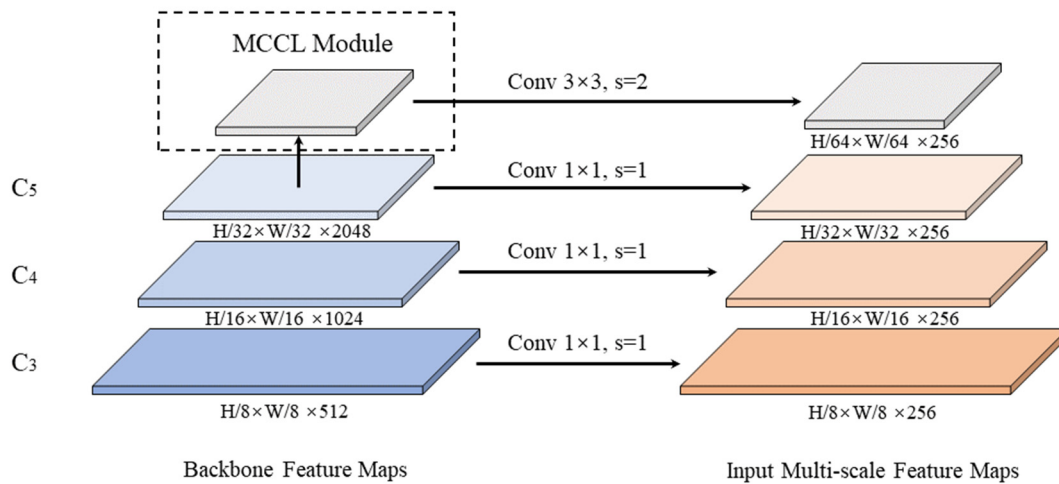 MCCL Module
Conv 3×3, s=2
H/64×W/64 ×256
C5
Conv 1×1, s=1
H/32×W/32 ×2048
H/32×W/32 ×256
C4
Conv 1×1, s=1
H/16×W/16 ×1024
H/16×W/16 ×256
C3
Conv 1×1, s=1
H/8×W/8 ×512
H/8×W/8 ×256
Backbone Feature Maps
Input Multi-scale Feature Maps